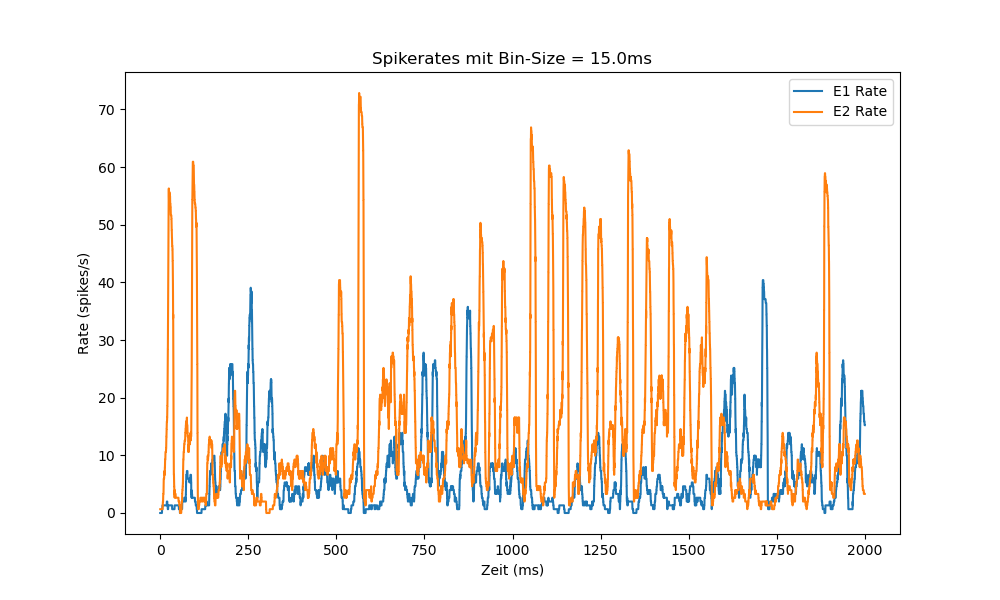 Spikerates mit Bin-Size = 15.0ms
E1 Rate
E2 Rate
Rate (spikes/s)
70
60
50
40
30
20
10
0
0 250 500 750 1000 1250 1500 1750 2000
Zeit (ms)